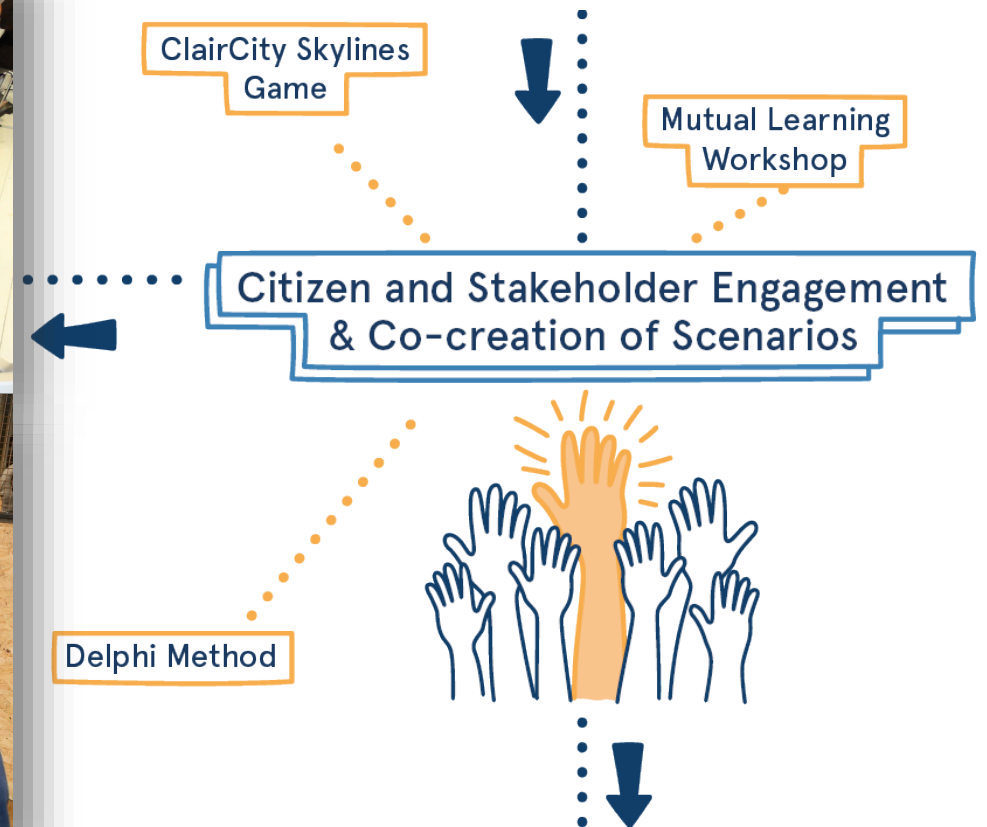 ClairCity Skylines
Game
Mutual Learning
Workshop
Citizen and Stakeholder Engagement
& Co-creation of Scenarios
Delphi Method